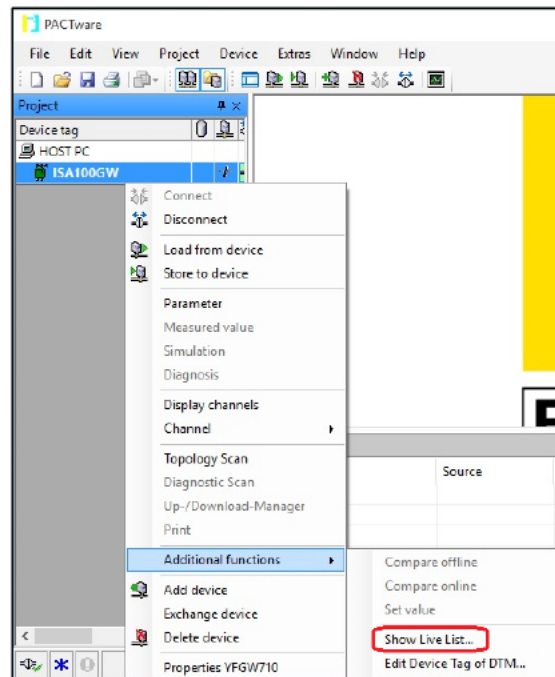 PACTware
File Edit View Project Device Extras Window Help
Project
Device tag
HOST PC
ISA100GW
Connect
Disconnect
Load from device
Store to device
Parameter
Measured value
Simulation
Diagnosis
Display channels
Channel
Topology Scan
Diagnostic Scan
Source
Up-/Download-Manager
Print
Additional functions
Compare offline
Add device
Compare online
Exchange device
Set value
Delete device
Show Live List...
Properties YFGW710
Edit Device Tag of DTM...